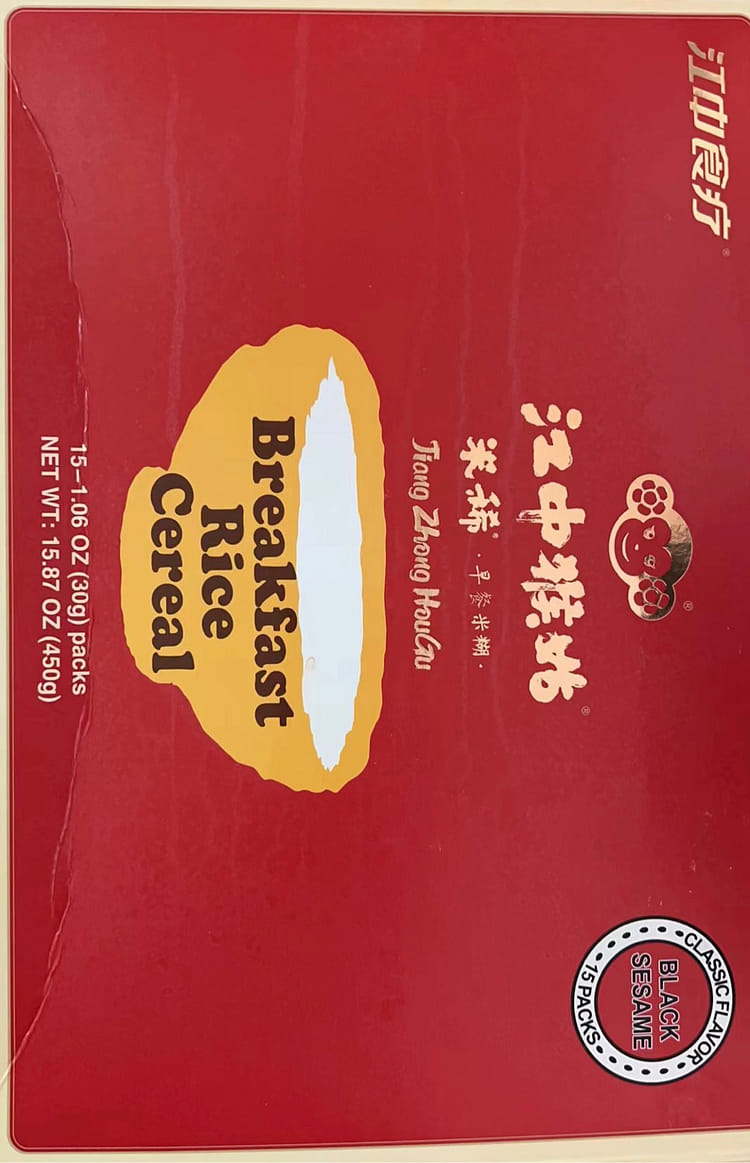 江中食疗®
®
江中猴姑®
米稀®·早餐米糊·
Jiang Zhong HouGu
Breakfast
Rice
Cereal
CLASSIC FLAVOR
BLACK
SESAME
15 PACKS
15–1.06 OZ (30g) packs
NET WT: 15.87 OZ (450g)